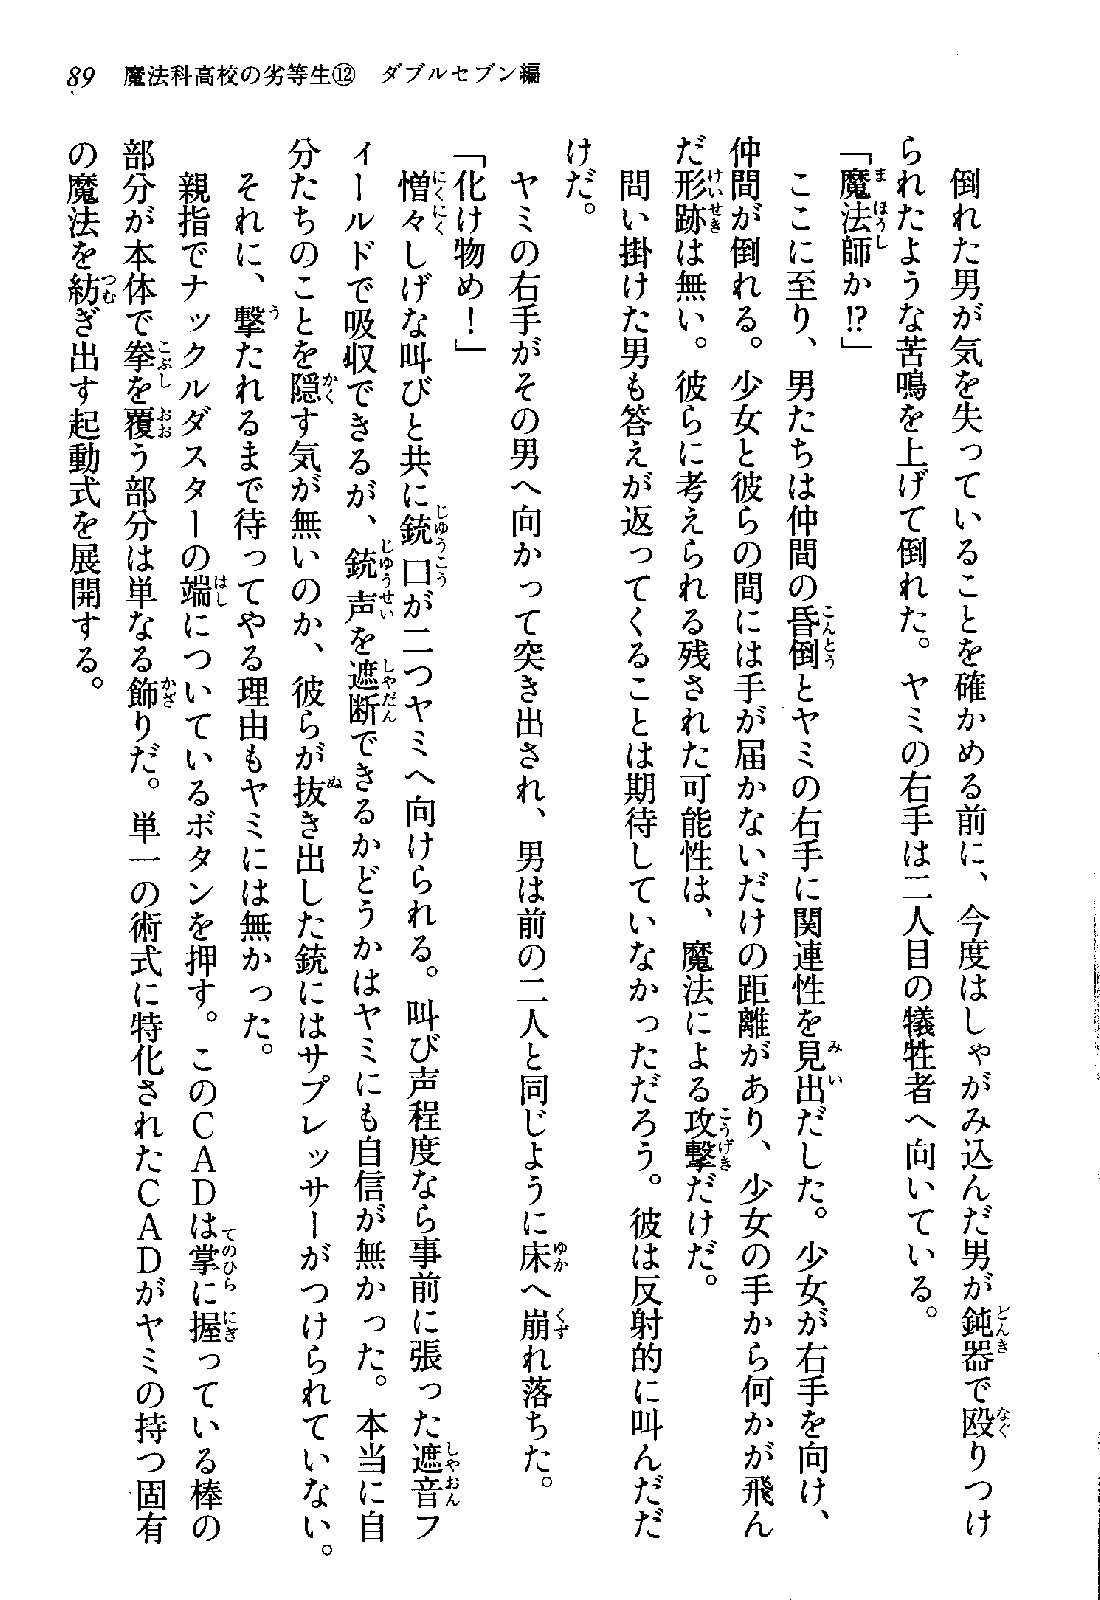 89　魔法科高校の劣等生⑫　ダブルセブン編
　倒れた男が気を失っていることを確かめる前に、今度はしゃがみ込んだ男が鈍器で殴りつけ
られたような苦鳴を上げて倒れた。ヤミの右手は二人目の犠牲者へ向いている。
「魔法師か!?」
　ここに至り、男たちは仲間の昏倒とヤミの右手に関連性を見出だした。少女が右手を向け、
仲間が倒れる。少女と彼らの間には手が届かないだけの距離があり、少女の手から何かが飛ん
だ形跡は無い。彼らに考えられる残された可能性は、魔法による攻撃だけだ。
　問い掛けた男も答えが返ってくることは期待していなかっただろう。彼は反射的に叫んだだ
けだ。
　ヤミの右手がその男へ向かって突き出され、男は前の二人と同じように床へ崩れ落ちた。
「化け物め！」
　憎々しげな叫びと共に銃口が二つヤミへ向けられる。叫び声程度なら事前に張った遮音フ
ィールドで吸収できるが、銃声を遮断できるかどうかはヤミにも自信が無かった。本当に自
分たちのことを隠す気が無いのか、彼らが抜き出した銃にはサプレッサーがつけられていない。
　それに、撃たれるまで待ってやる理由もヤミには無かった。
　親指でナックルダスターの端についているボタンを押す。このＣＡＤは掌に握っている棒の
部分が本体で拳を覆う部分は単なる飾りだ。単一の術式に特化されたＣＡＤがヤミの持つ固有
の魔法を紡ぎ出す起動式を展開する。